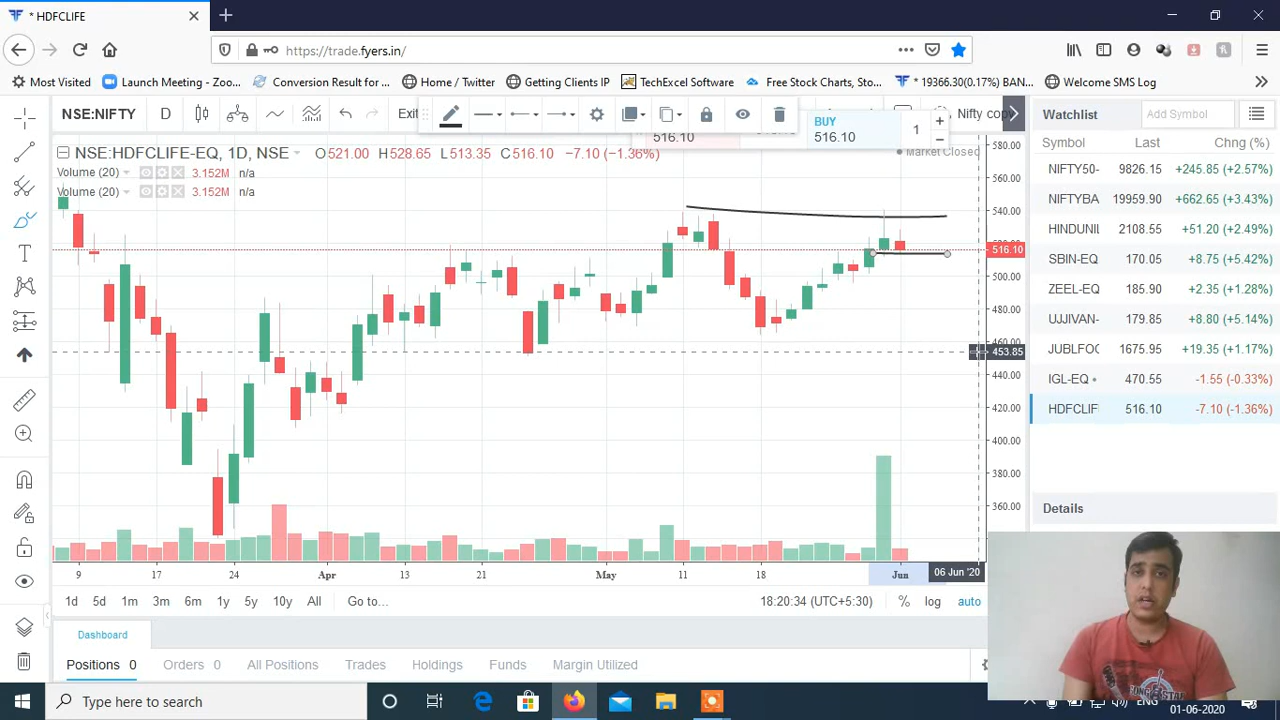 * HDFCLIFE
https://trade.fyers.in/
Most Visited
Launch Meeting - Zoo...
Conversion Result for ...
Home / Twitter
Getting Clients IP
TechExcel Software
Free Stock Charts, Sto...
* 19366.30(0.17%) BAN...
Welcome SMS Log
NSE:NIFTY D Exit
BUY
516.10 516.10 1
Nifty cop
Watchlist Add Symbol
Market Closed
NSE:HDFCLIFE-EQ, 1D, NSE O521.00 H528.65 L513.35 C516.10 −7.10 (−1.36%)
Volume (20) 3.152M n/a
Volume (20) 3.152M n/a
580.00
560.00
540.00
516.10
500.00
480.00
460.00
453.85
440.00
420.00
400.00
380.00
360.00
Symbol Chng (%)
NIFTY50- 9826.15 +245.85 (+2.57%)
NIFTYBA 19959.90 +662.65 (+3.43%)
HINDUNIL 2108.55 +51.20 (+2.49%)
SBIN-EQ 170.05 +8.75 (+5.42%)
ZEEL-EQ 185.90 +2.35 (+1.28%)
UJJIVAN- 179.85 +8.80 (+5.14%)
JUBLFOO 1675.95 +19.35 (+1.17%)
IGL-EQ 470.55 -1.55 (-0.33%)
HDFCLIF 516.10 -7.10 (-1.36%)
Details
9 17 24 Apr 13 21 May 11 18 Jun 06 Jun '20
1d 5d 1m 3m 6m 1y 5y 10y All Go to... 18:20:34 (UTC+5:30) % log auto
Dashboard
Positions 0 Orders 0 All Positions Trades Holdings Funds Margin Utilized
Type here to search
ENG
01-06-2020